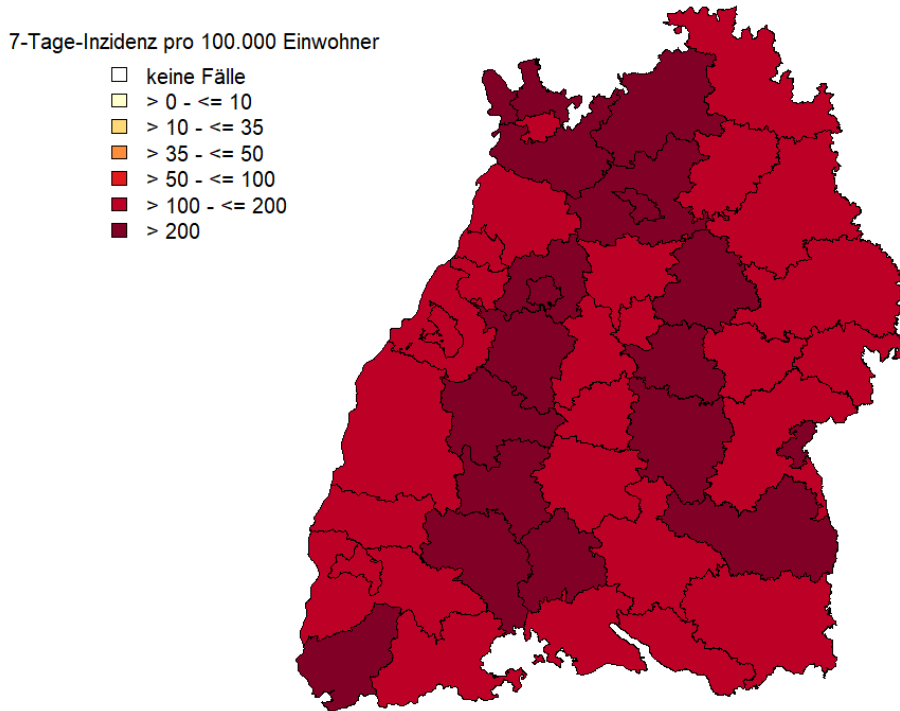 7-Tage-Inzidenz pro 100.000 Einwohner
keine Fälle
> 0 - <= 10
> 10 - <= 35
> 35 - <= 50
> 50 - <= 100
> 100 - <= 200
> 200